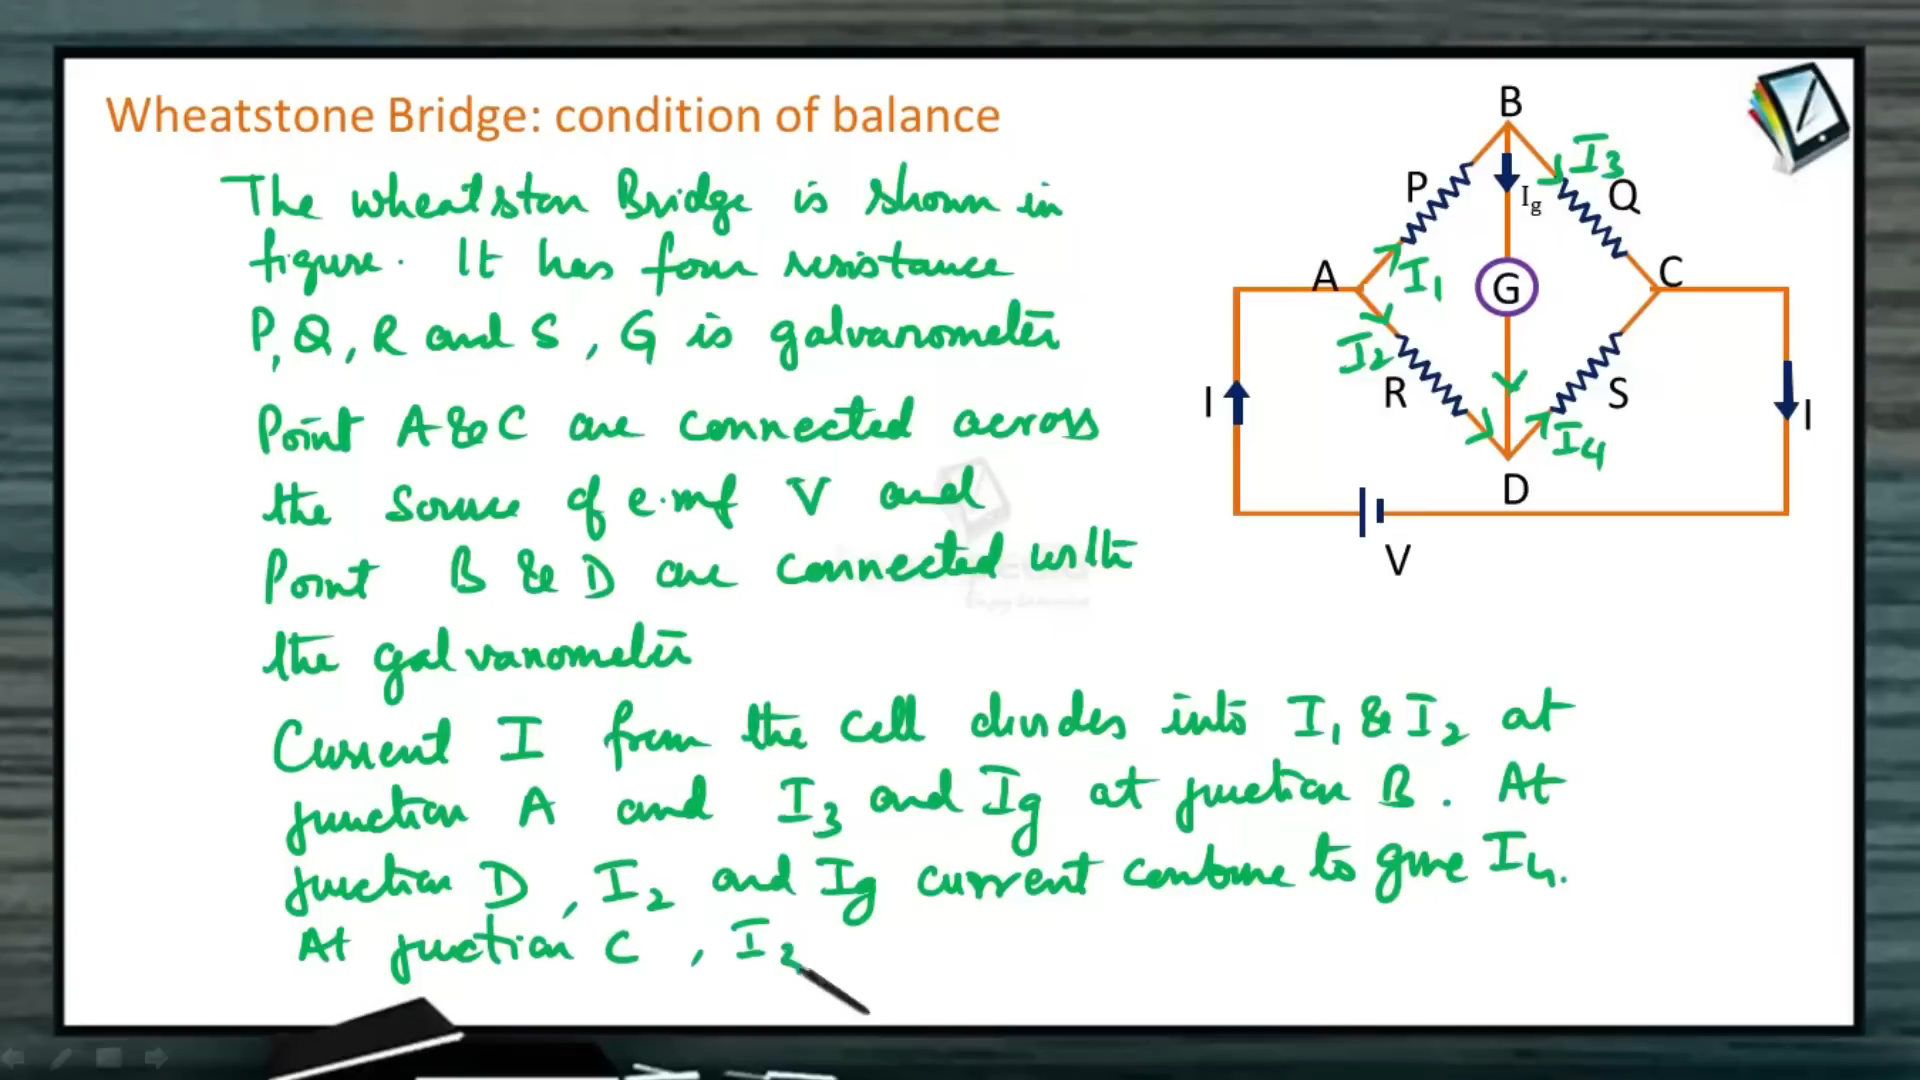 Wheatstone Bridge: condition of balance
The wheatston Bridge is shown in
figure. It has four resistance
P, Q, R and S, G is galvanometer
Point A & C are connected across
the source of e.mf V and
Point B & D are connected with
the galvanometer
Current I from the cell divides into I₁ & I₂ at
junction A and I₃ and Ig at junction B. At
junction D, I₂ and Ig current combine to give I₄.
At junction C, I
B
I₃
P
Ig
Q
A
I₁
G
C
I₂
R
S
I
I₄
I
D
V